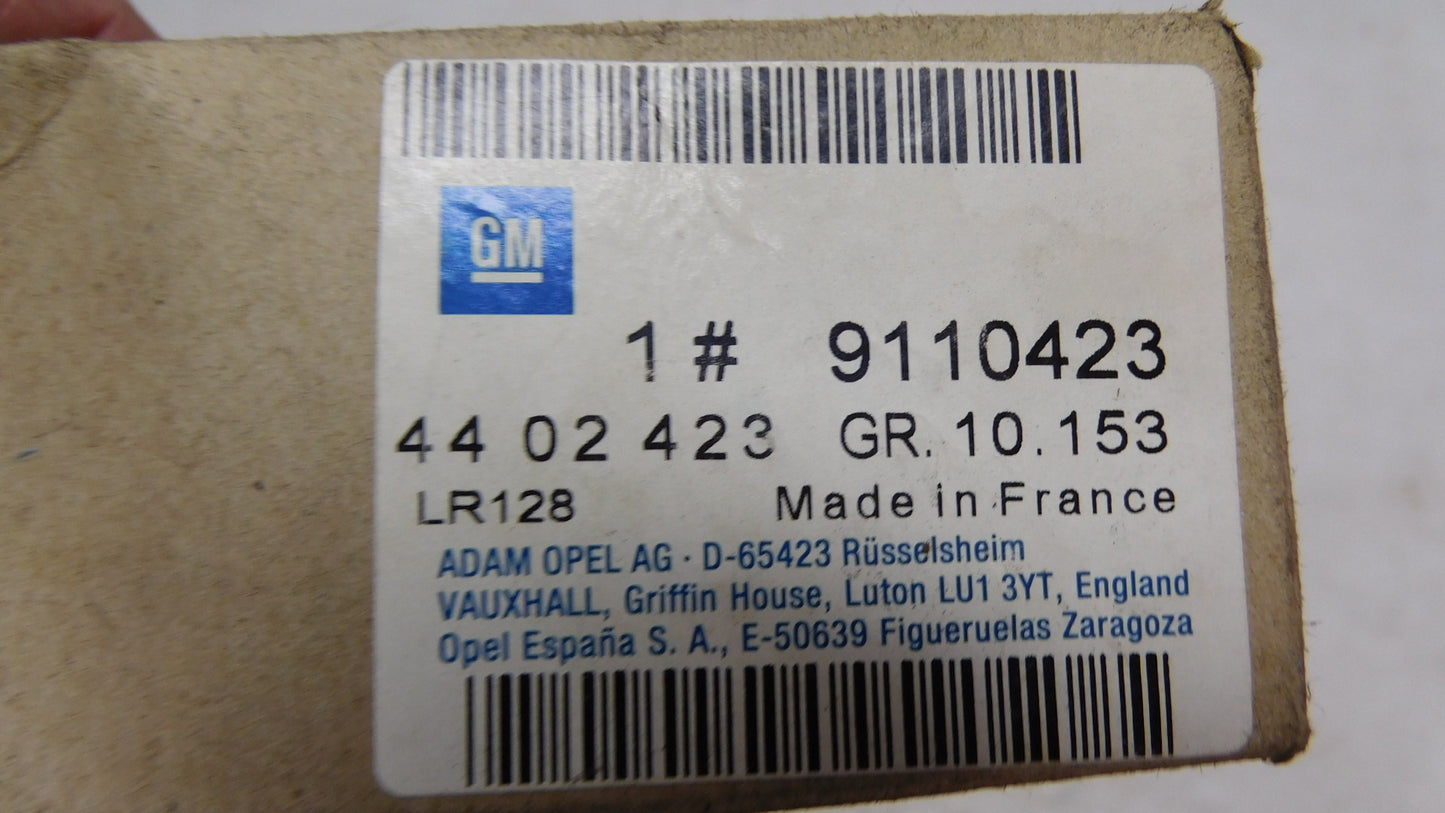 GM
1 # 9110423
44 02 423 GR. 10.153
LR128 Made in France
ADAM OPEL AG · D-65423 Rüsselsheim
VAUXHALL, Griffin House, Luton LU1 3YT, England
Opel España S. A., E-50639 Figueruelas Zaragoza